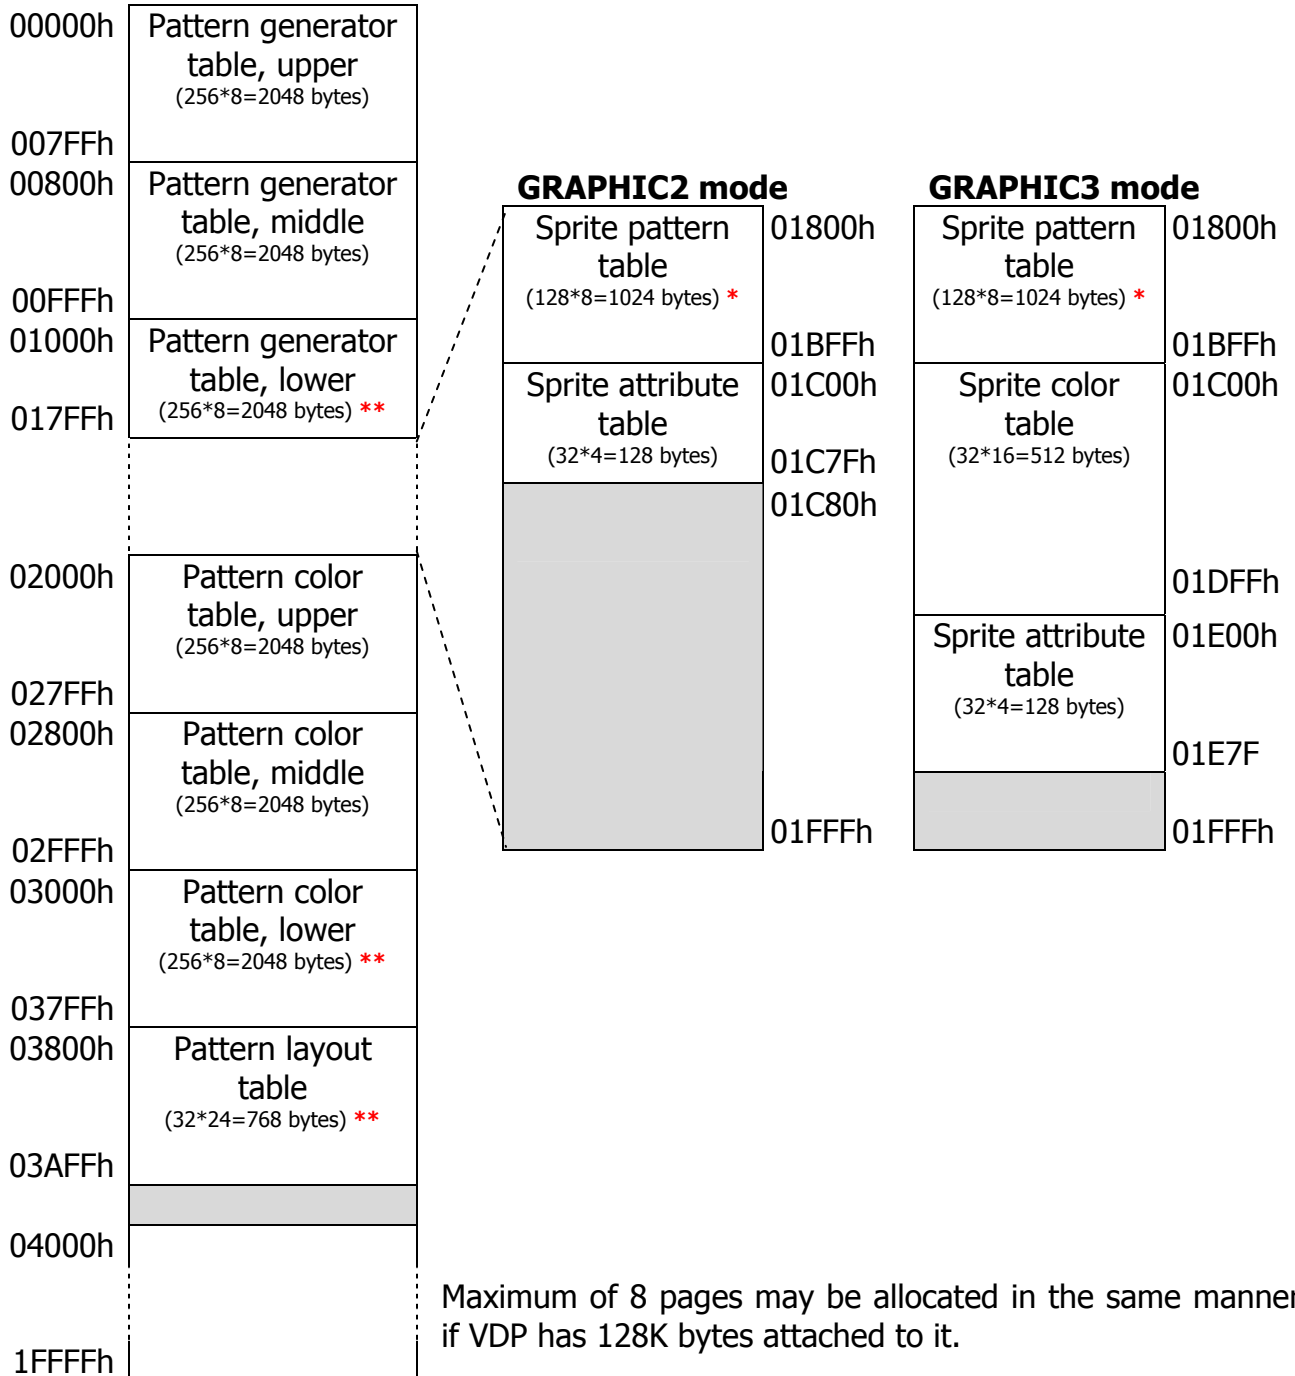 00000h
Pattern generator
table, upper
(256*8=2048 bytes)
007FFh
00800h
Pattern generator
table, middle
(256*8=2048 bytes)
00FFFh
01000h
Pattern generator
table, lower
(256*8=2048 bytes) **
017FFh
02000h
Pattern color
table, upper
(256*8=2048 bytes)
027FFh
02800h
Pattern color
table, middle
(256*8=2048 bytes)
02FFFh
03000h
Pattern color
table, lower
(256*8=2048 bytes) **
037FFh
03800h
Pattern layout
table
(32*24=768 bytes) **
03AFFh
04000h
1FFFFh
GRAPHIC2 mode
Sprite pattern
table
(128*8=1024 bytes) *
01800h
01BFFh
Sprite attribute
table
(32*4=128 bytes)
01C00h
01C7Fh
01C80h
01FFFh
GRAPHIC3 mode
Sprite pattern
table
(128*8=1024 bytes) *
01800h
01BFFh
Sprite color
table
(32*16=512 bytes)
01C00h
01DFFh
Sprite attribute
table
(32*4=128 bytes)
01E00h
01E7F
01FFFh
Maximum of 8 pages may be allocated in the same manner
if VDP has 128K bytes attached to it.